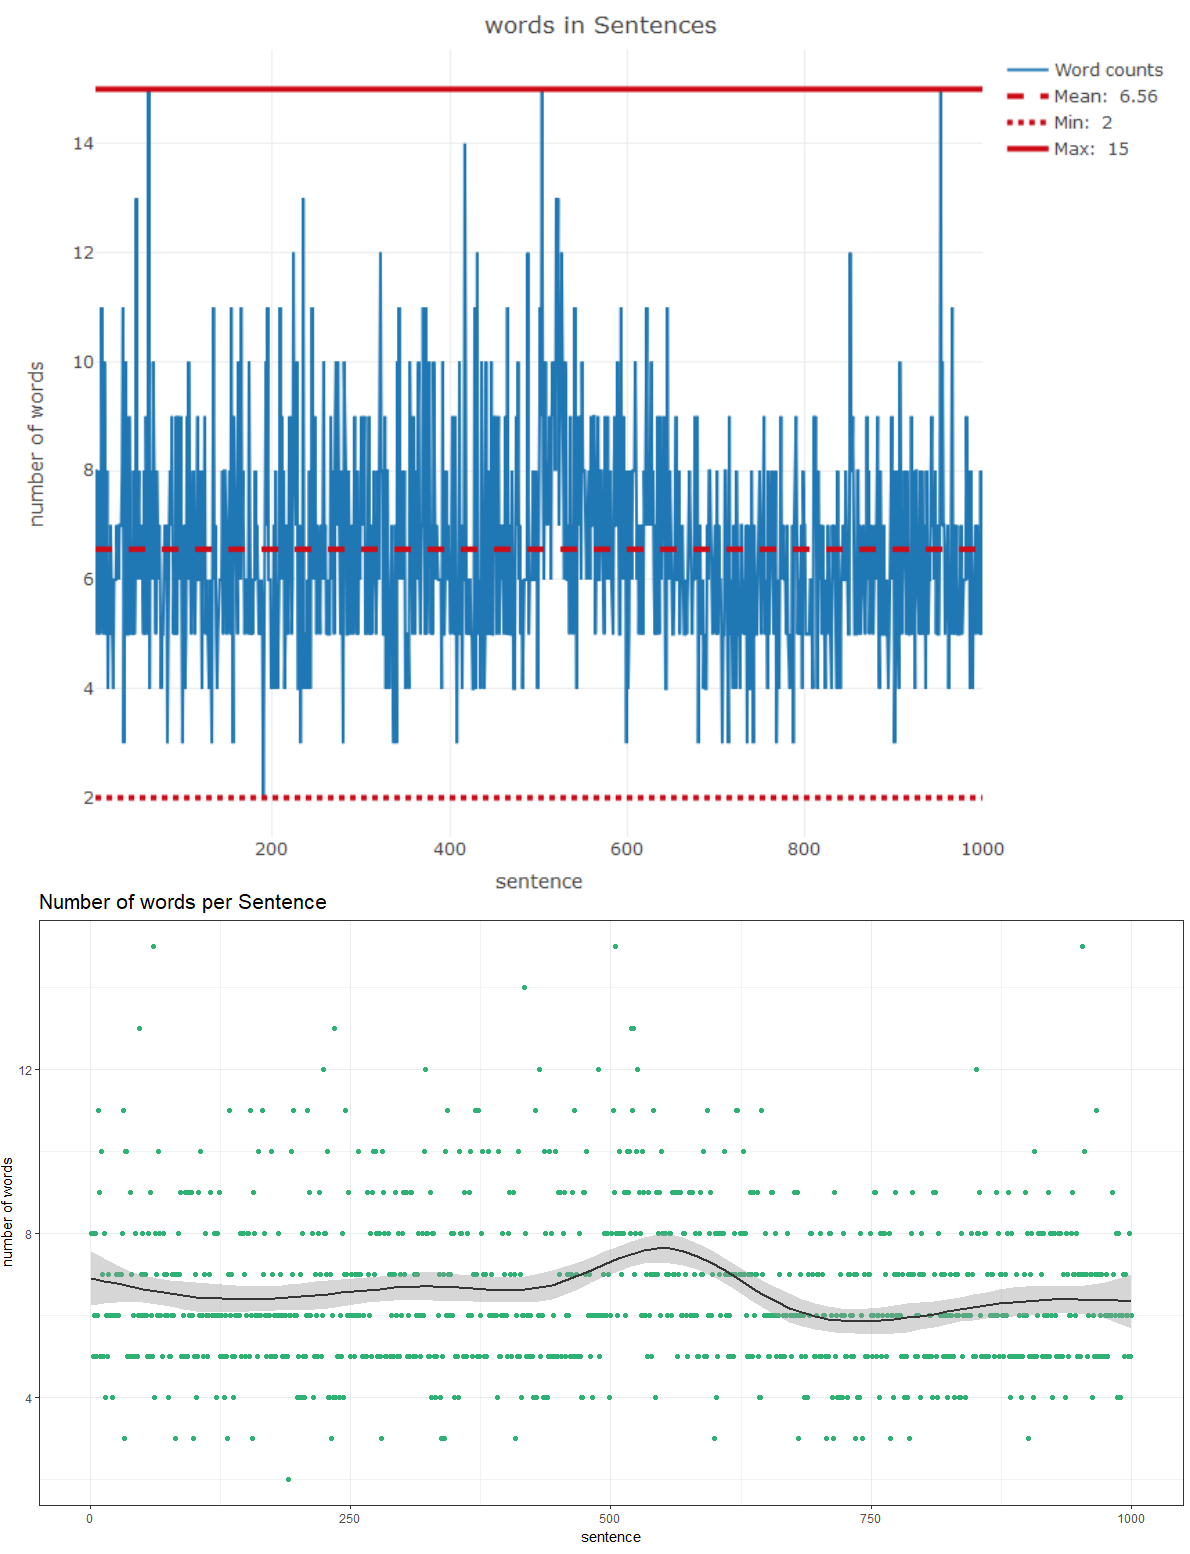 words in Sentences
Word counts
Mean: 6.56
Min: 2
Max: 15
14
12
10
8
6
4
2
number of words
200 400 600 800 1000
sentence
Number of words per Sentence
12
8
4
number of words
0 250 500 750 1000
sentence